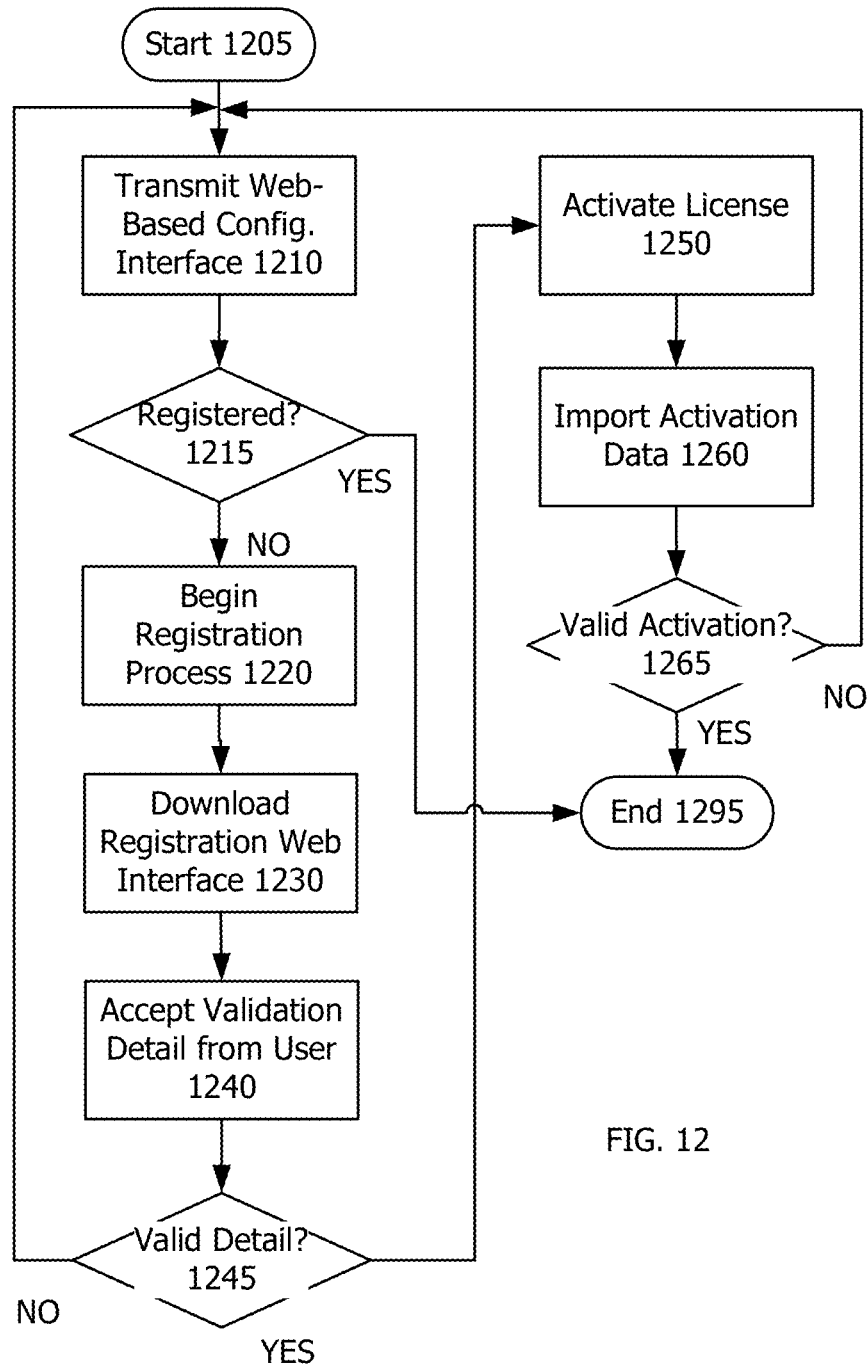 Start 1205
Transmit Web-
Based Config.
Interface 1210
Registered?
1215
YES
NO
Begin
Registration
Process 1220
Download
Registration Web
Interface 1230
Accept Validation
Detail from User
1240
Valid Detail?
1245
NO
YES
Activate License
1250
Import Activation
Data 1260
Valid Activation?
1265
NO
YES
End 1295
FIG. 12